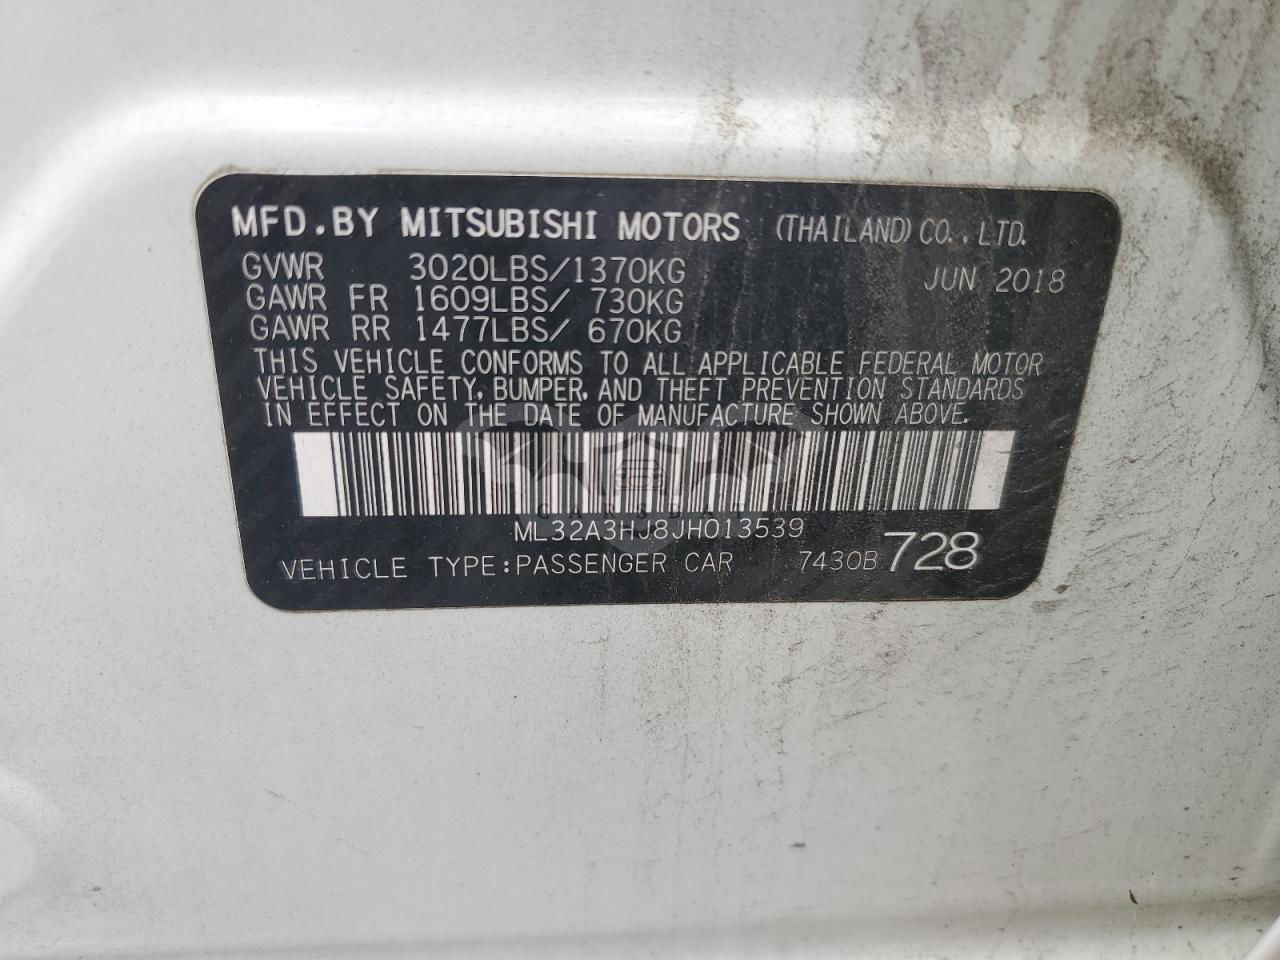 MFD.BY MITSUBISHI MOTORS (THAILAND) CO.,LTD.
GVWR 3020LBS/1370KG JUN 2018
GAWR FR 1609LBS/ 730KG
GAWR RR 1477LBS/ 670KG
THIS VEHICLE CONFORMS TO ALL APPLICABLE FEDERAL MOTOR
VEHICLE SAFETY, BUMPER, AND THEFT PREVENTION STANDARDS
IN EFFECT ON THE DATE OF MANUFACTURE SHOWN ABOVE.
ML32A3HJ8JH013539
VEHICLE TYPE:PASSENGER CAR 7430B 728